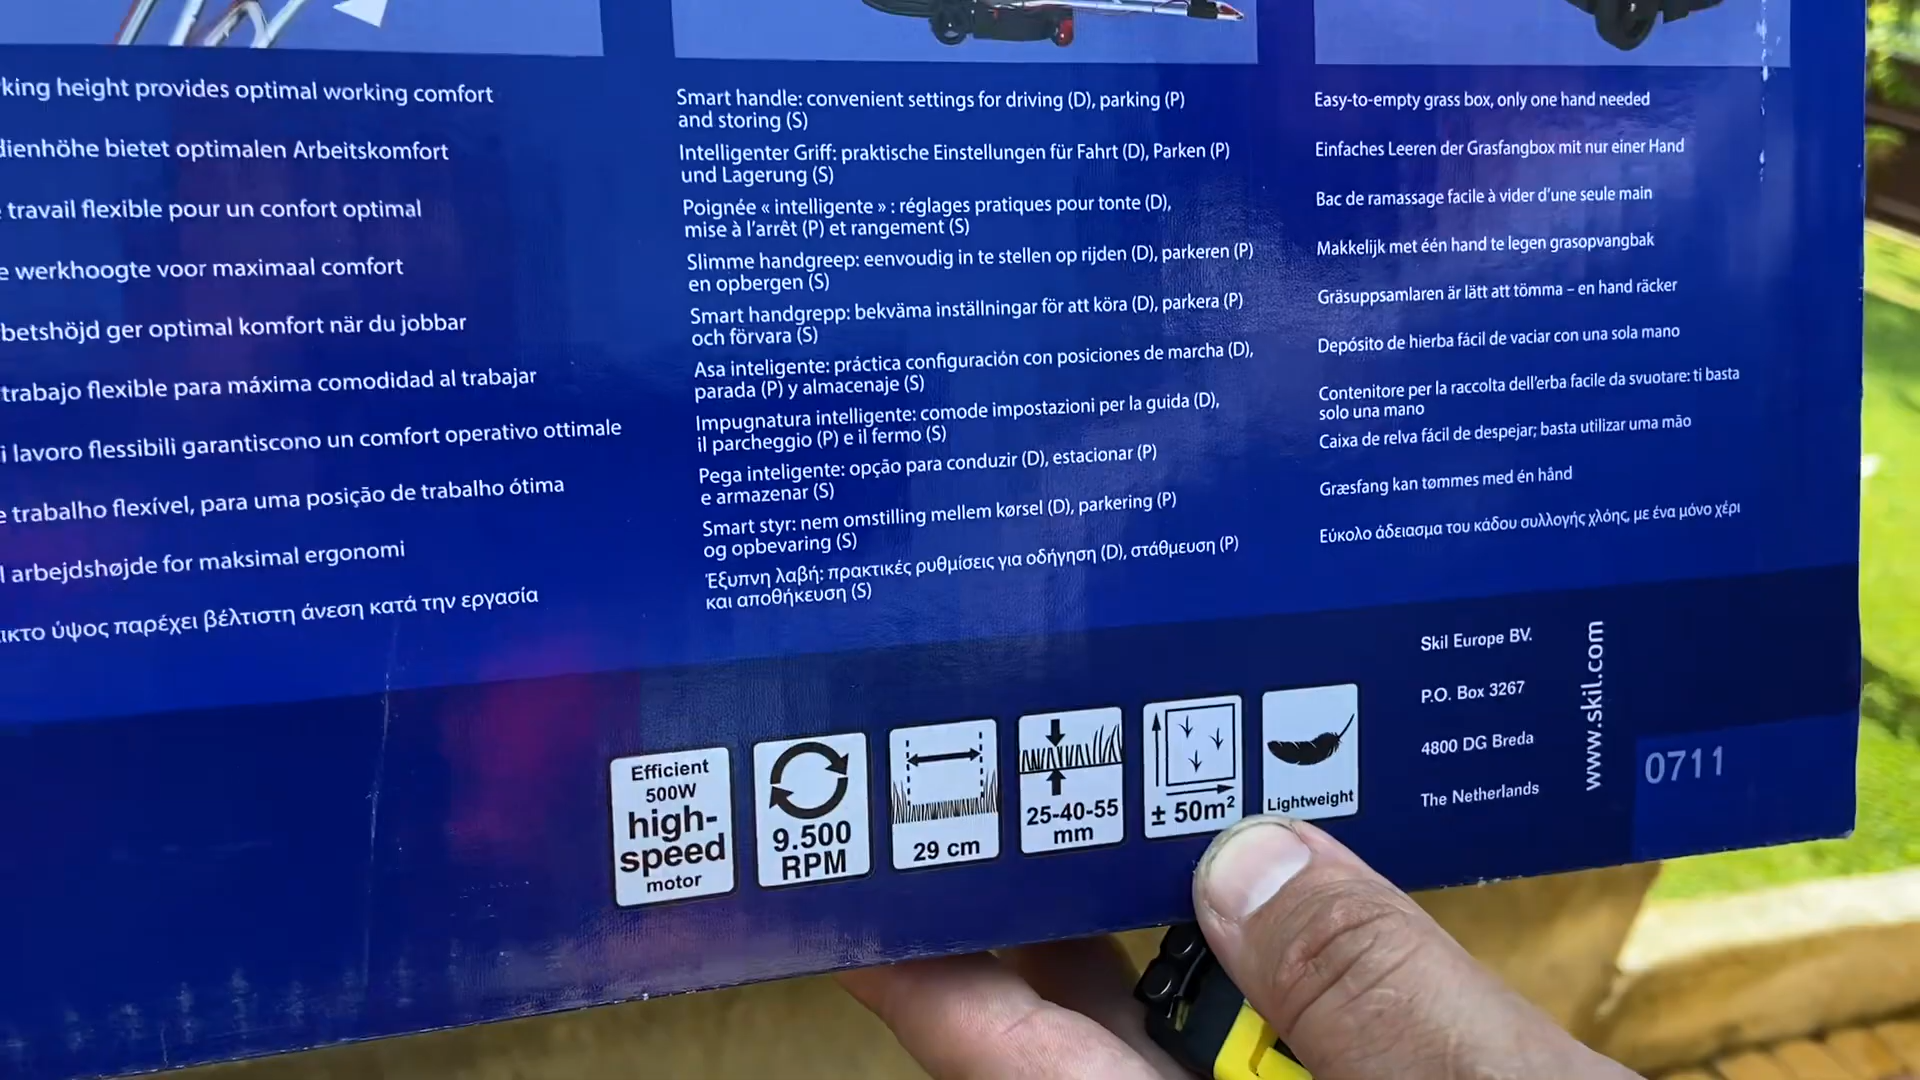 king height provides optimal working comfort
dienhöhe bietet optimalen Arbeitskomfort
travail flexible pour un confort optimal
e werkhoogte voor maximaal comfort
betshöjd ger optimal komfort när du jobbar
trabajo flexible para máxima comodidad al trabajar
i lavoro flessibili garantiscono un comfort operativo ottimale
e trabalho flexível, para uma posição de trabalho ótima
l arbejdshøjde for maksimal ergonomi
ικτο ύψος παρέχει βέλτιστη άνεση κατά την εργασία
Smart handle: convenient settings for driving (D), parking (P)
and storing (S)
Intelligenter Griff: praktische Einstellungen für Fahrt (D), Parken (P)
und Lagerung (S)
Poignée « intelligente » : réglages pratiques pour tonte (D),
mise à l'arrêt (P) et rangement (S)
Slimme handgreep: eenvoudig in te stellen op rijden (D), parkeren (P)
en opbergen (S)
Smart handgrepp: bekväma inställningar för att köra (D), parkera (P)
och förvara (S)
Asa inteligente: práctica configuración con posiciones de marcha (D),
parada (P) y almacenaje (S)
Impugnatura intelligente: comode impostazioni per la guida (D),
il parcheggio (P) e il fermo (S)
Pega inteligente: opção para conduzir (D), estacionar (P)
e armazenar (S)
Smart styr: nem omstilling mellem kørsel (D), parkering (P)
og opbevaring (S)
Έξυπνη λαβή: πρακτικές ρυθμίσεις για οδήγηση (D), στάθμευση (P)
και αποθήκευση (S)
Easy-to-empty grass box, only one hand needed
Einfaches Leeren der Grasfangbox mit nur einer Hand
Bac de ramassage facile à vider d'une seule main
Makkelijk met één hand te legen grasopvangbak
Gräsuppsamlaren är lätt att tömma – en hand räcker
Depósito de hierba fácil de vaciar con una sola mano
Contenitore per la raccolta dell'erba facile da svuotare: ti basta
solo una mano
Caixa de relva fácil de despejar; basta utilizar uma mão
Græsfang kan tømmes med én hånd
Εύκολο άδειασμα του κάδου συλλογής χλόης, με ένα μόνο χέρι
Efficient
500W
high-
speed
motor
9.500
RPM
29 cm
25-40-55
mm
± 50m²
Lightweight
Skil Europe BV.
P.O. Box 3267
4800 DG Breda
The Netherlands
www.skil.com
0711